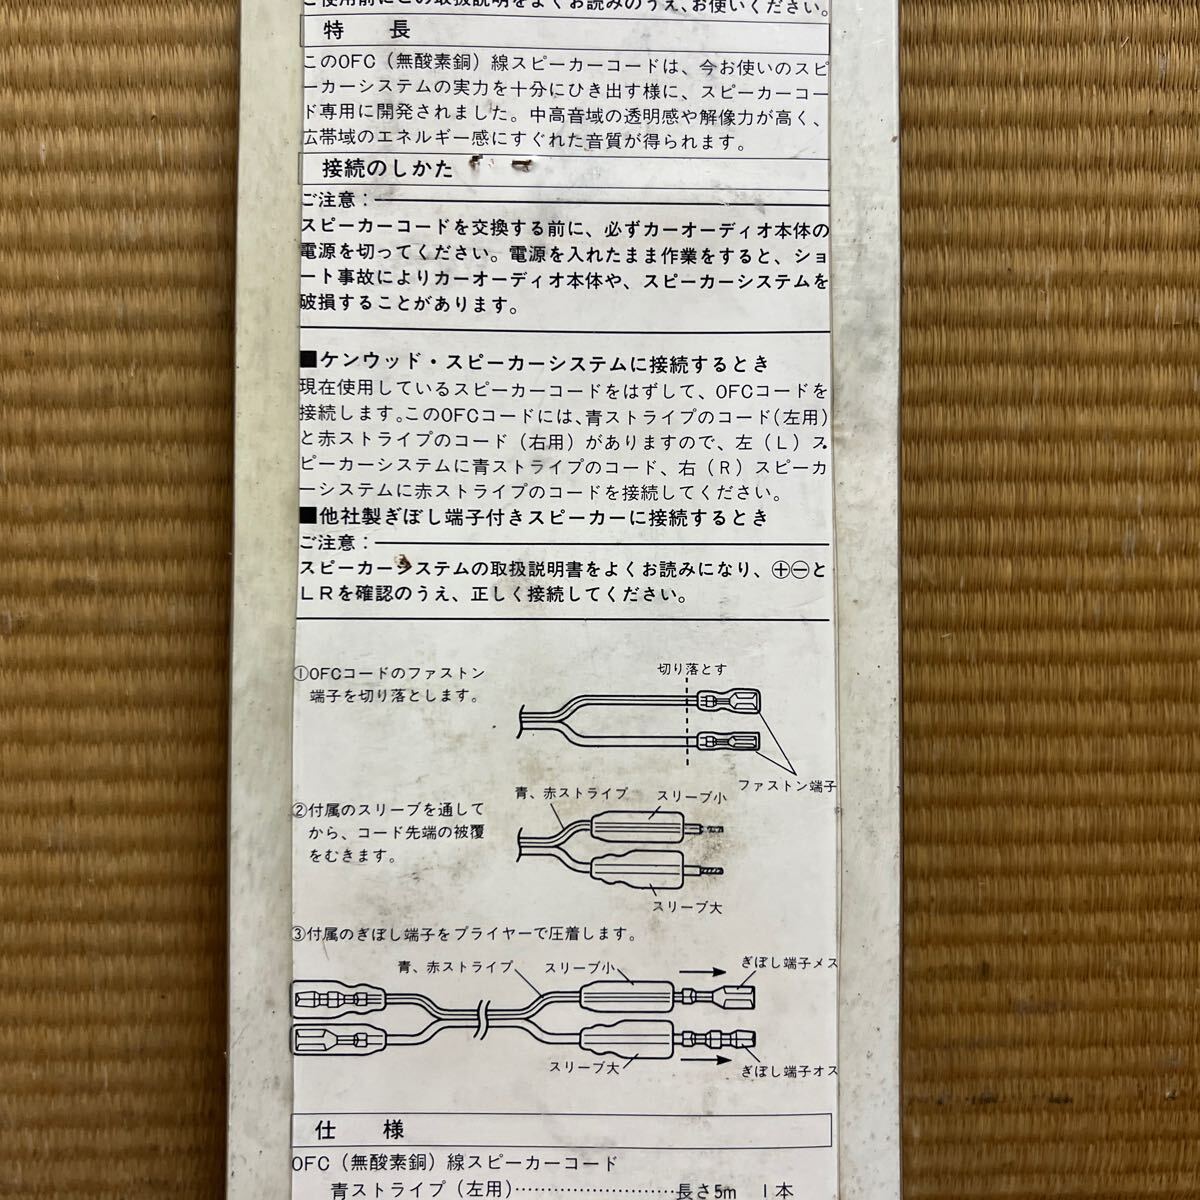 ご使用前にこの取扱説明をよくお読みのうえ、お使いください。
特　長
このOFC（無酸素銅）線スピーカーコードは、今お使いのスピ
ーカーシステムの実力を十分にひき出す様に、スピーカーコー
ド専用に開発されました。中高音域の透明感や解像力が高く、
広帯域のエネルギー感にすぐれた音質が得られます。
接続のしかた
ご注意：
スピーカーコードを交換する前に、必ずカーオーディオ本体の
電源を切ってください。電源を入れたまま作業をすると、ショ
ート事故によりカーオーディオ本体や、スピーカーシステムを
破損することがあります。
■ケンウッド・スピーカーシステムに接続するとき
現在使用しているスピーカーコードをはずして、OFCコードを
接続します。このOFCコードには、青ストライプのコード（左用）
と赤ストライプのコード（右用）がありますので、左（L）ス
ピーカーシステムに青ストライプのコード、右（R）スピーカ
ーシステムに赤ストライプのコードを接続してください。
■他社製ぎぼし端子付きスピーカーに接続するとき
ご注意：
スピーカーシステムの取扱説明書をよくお読みになり、⊕⊖と
LRを確認のうえ、正しく接続してください。
①OFCコードのファストン
端子を切り落とします。
切り落とす
ファストン端子
②付属のスリーブを通して
から、コード先端の被覆
をむきます。
青、赤ストライプ
スリーブ小
スリーブ大
③付属のぎぼし端子をプライヤーで圧着します。
青、赤ストライプ
スリーブ小
ぎぼし端子メス
スリーブ大
ぎぼし端子オス
仕　様
OFC（無酸素銅）線スピーカーコード
青ストライプ（左用）……………………長さ5m　1本